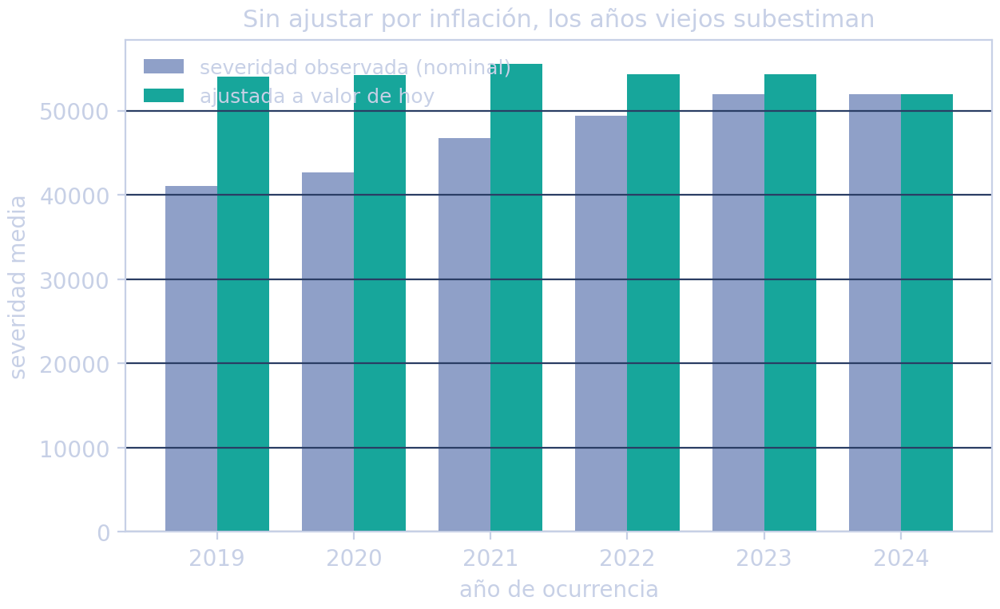 Sin ajustar por inflación, los años viejos subestiman
severidad observada (nominal)
ajustada a valor de hoy
severidad media
50000
40000
30000
20000
10000
0
2019 2020 2021 2022 2023 2024
año de ocurrencia